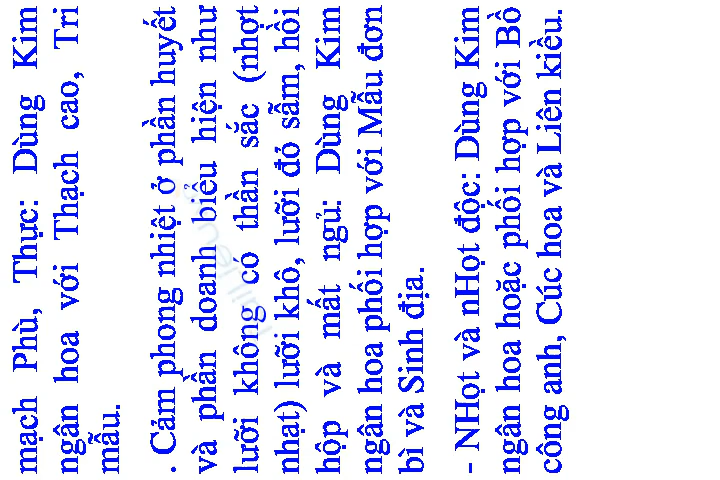 mạch Phù, Thực: Dùng Kim
ngân hoa với Thạch cao, Tri
mẫu.
. Cảm phong nhiệt ở phần huyết
và phần doanh biểu hiện như
lưỡi không có thần sắc (nhợt
nhạt) lưỡi khô, lưỡi đỏ sẫm, hồi
hộp và mất ngủ: Dùng Kim
ngân hoa phối hợp với Mẫu đơn
bì và Sinh địa.
- NHọt và nHọt độc: Dùng Kim
ngân hoa hoặc phối hợp với Bồ
công anh, Cúc hoa và Liên kiều.